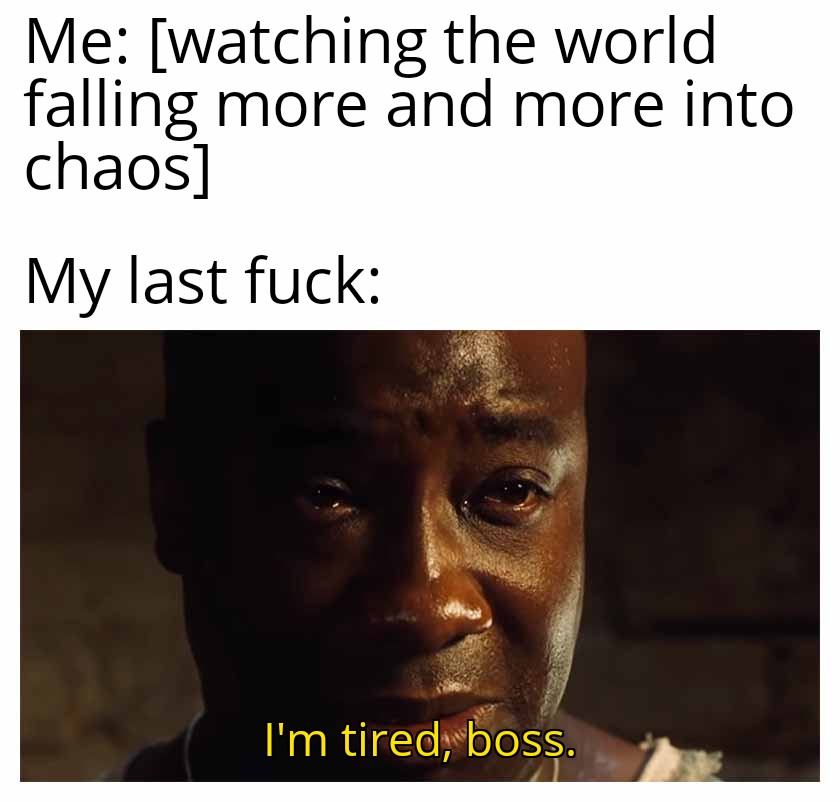 Me: [watching the world
falling more and more into
chaos]
My last fuck:
I'm tired, boss.